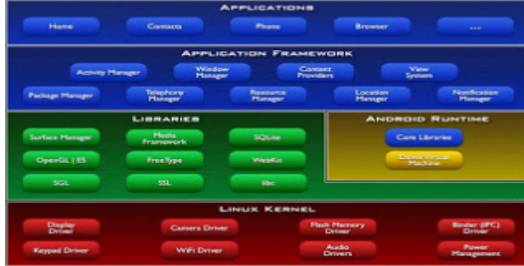 APPLICATIONS
Home Contacts Phone Browser ...
APPLICATION FRAMEWORK
Activity Manager Window Manager Content Providers View System
Package Manager Telephony Manager Resource Manager Location Manager Notification Manager
LIBRARIES
Surface Manager Media Framework SQLite
OpenGL | ES FreeType WebKit
SGL SSL libc
ANDROID RUNTIME
Core Libraries
Dalvik Virtual Machine
LINUX KERNEL
Display Driver Camera Driver Flash Memory Driver Binder (IPC) Driver
Keypad Driver WiFi Driver Audio Drivers Power Management